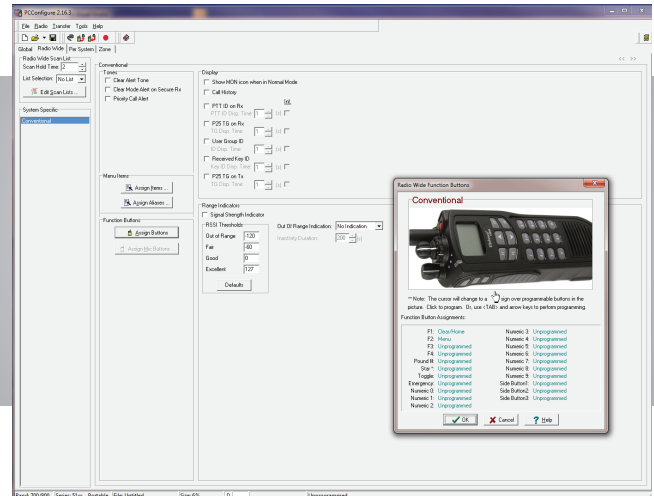 PCConfigure 2.16.3
File Radio Transfer Tools Help
Global Radio Wide Per System Zone
Radio Wide Scan List
Scan Hold Time: 2
List Selection: No List
Edit Scan Lists ...
System Specific
Conventional
Conventional
Tones
Clear Alert Tone
Clear Mode Alert on Secure Rx
Priority Call Alert
Menu Items
Assign Items ...
Assign Aliases ...
Function Buttons
Assign Buttons
Assign Mic Buttons
Display
Show MON icon when in Normal Mode
Call History
Inf.
PTT ID on Rx
PTT ID Disp. Time: 1 (s)
P25 TG on Rx
TG Disp. Time: 1 (s)
User Group ID
ID Disp. Time: 1 (s)
Received Key ID
Key ID Disp. Time: 1 (s)
P25 TG on Tx
TG Disp. Time: 1 (s)
Range Indicators
Signal Strength Indicator
RSSI Thresholds
Out of Range -120
Fair -80
Good 0
Excellent 127
Defaults
Out Of Range Indication: No Indication
Inactivity Duration: 200 (s)
<< >>
Radio Wide Function Buttons
Conventional
** Note: The cursor will change to a sign over programmable buttons in the
picture. Click to program. Or, use <TAB> and arrow keys to perform programming.
Function Button Assignments:
F1: Clear/Home
F2: Menu
F3: Unprogrammed
F4: Unprogrammed
Pound #: Unprogrammed
Star *: Unprogrammed
Toggle: Unprogrammed
Emergency: Unprogrammed
Numeric 0: Unprogrammed
Numeric 1: Unprogrammed
Numeric 2: Unprogrammed
Numeric 3: Unprogrammed
Numeric 4: Unprogrammed
Numeric 5: Unprogrammed
Numeric 6: Unprogrammed
Numeric 7: Unprogrammed
Numeric 8: Unprogrammed
Numeric 9: Unprogrammed
Side Button1: Unprogrammed
Side Button2: Unprogrammed
Side Button3: Unprogrammed
OK Cancel Help